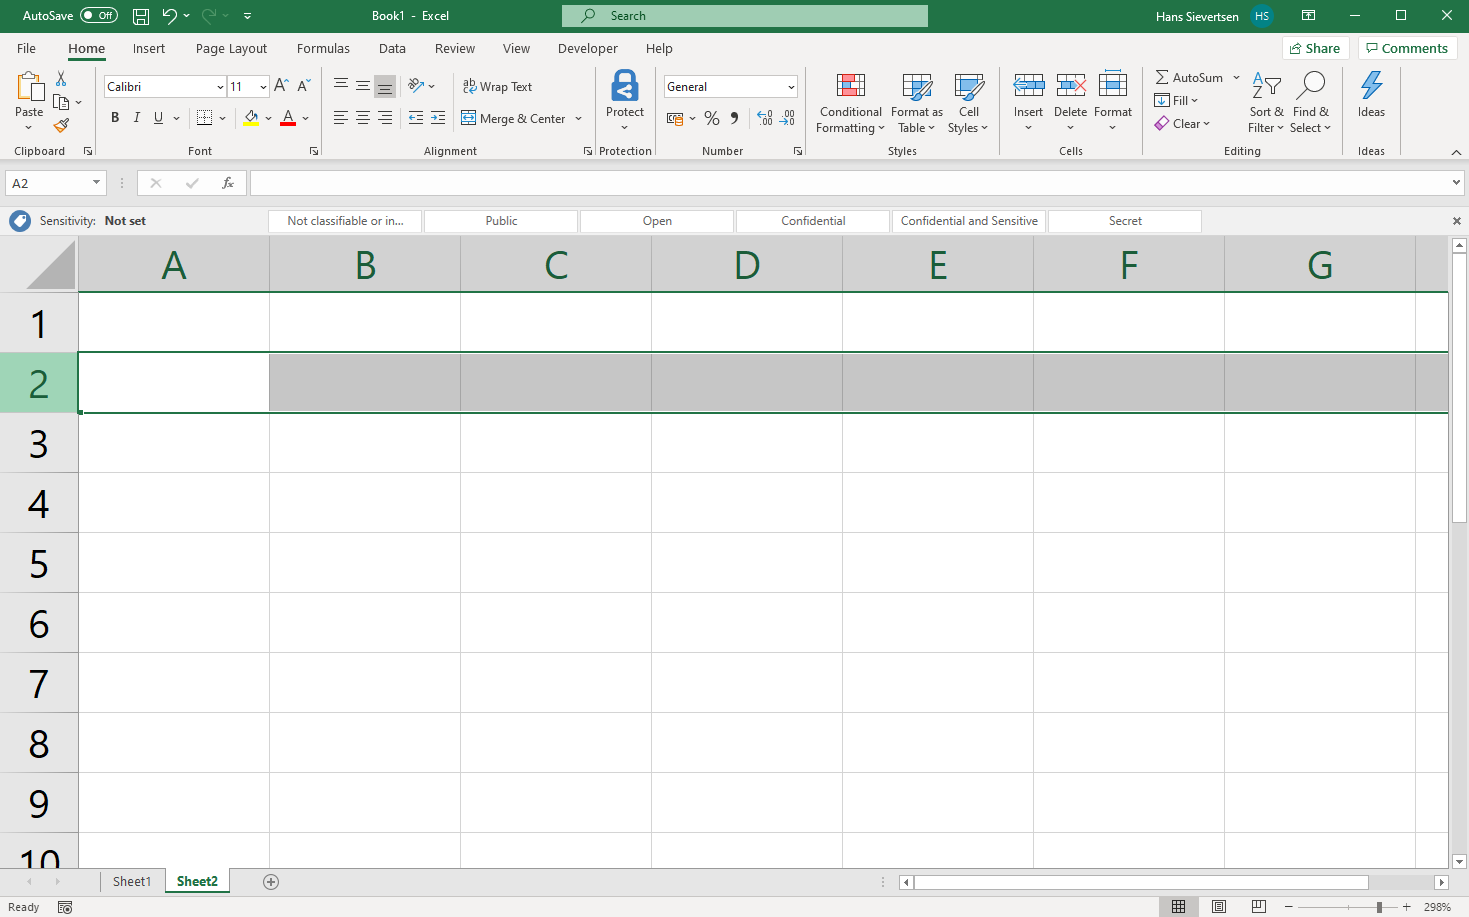 AutoSave Off Book1 - Excel Search Hans Sievertsen HS
File Home Insert Page Layout Formulas Data Review View Developer Help Share Comments
Paste
Clipboard
Calibri 11
B I U A
Font
ab Wrap Text
Merge & Center
Alignment
Protect
Protection
General
% 9
Number
Conditional Formatting
Format as Table
Cell Styles
Styles
Insert Delete Format
Cells
AutoSum
Fill
Clear
Sort & Filter
Find & Select
Editing
Ideas
Ideas
A2 fx
Sensitivity: Not set Not classifiable or in... Public Open Confidential Confidential and Sensitive Secret
A B C D E F G
1
2
3
4
5
6
7
8
9
10
Sheet1 Sheet2
Ready 298%